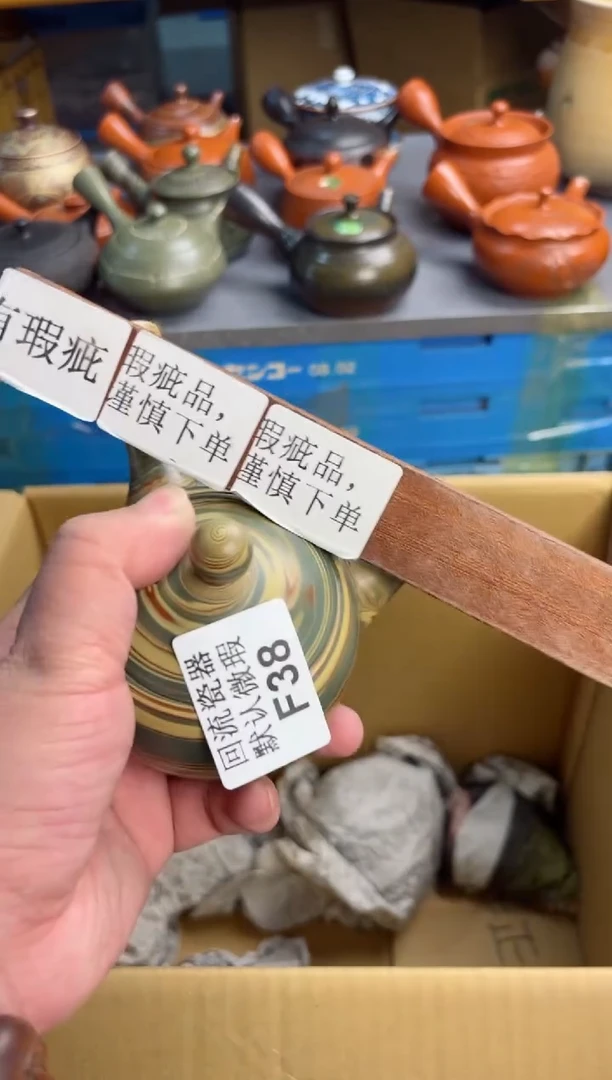 有瑕疵
瑕疵品，
谨慎下单
瑕疵品，
谨慎下单
回流瓷器
默认微瑕
F38